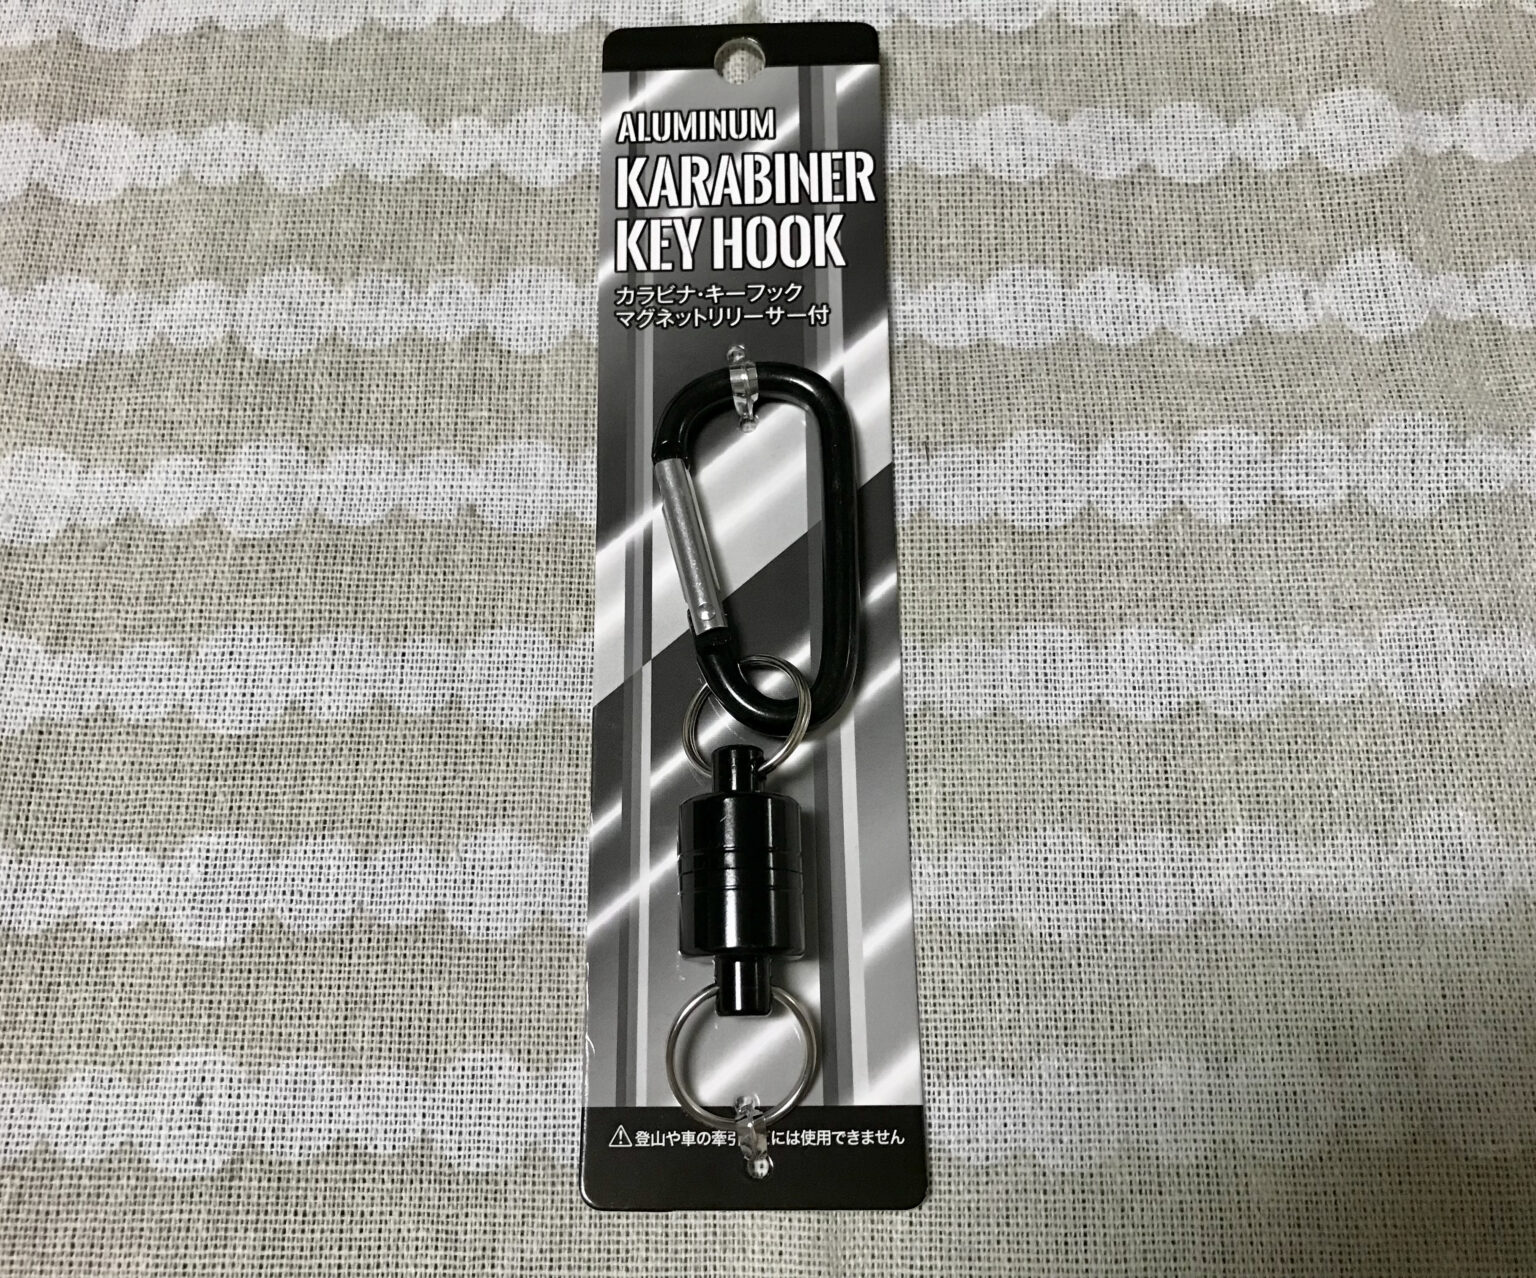 ALUMINUM
KARABINER
KEY HOOK
カラビナ・キーフック
マグネットリリーサー付
⚠登山や車の牽引 には使用できません